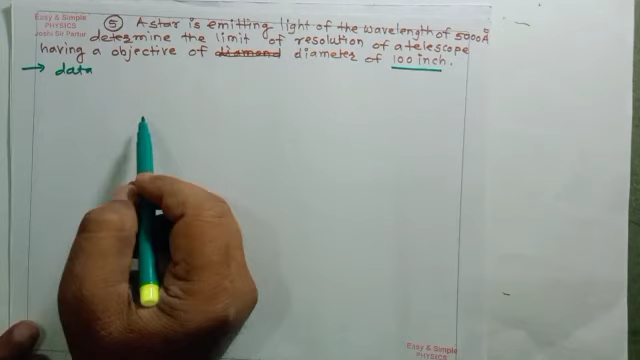 Easy & Simple
PHYSICS
Joshi Sir Partur
⑤ A star is emitting light of the wavelength of 5000Å
determine the limit of resolution of a telescope
having a objective of diamond diameter of 100 inch.
→ data
Easy & Simple
PHYSICS